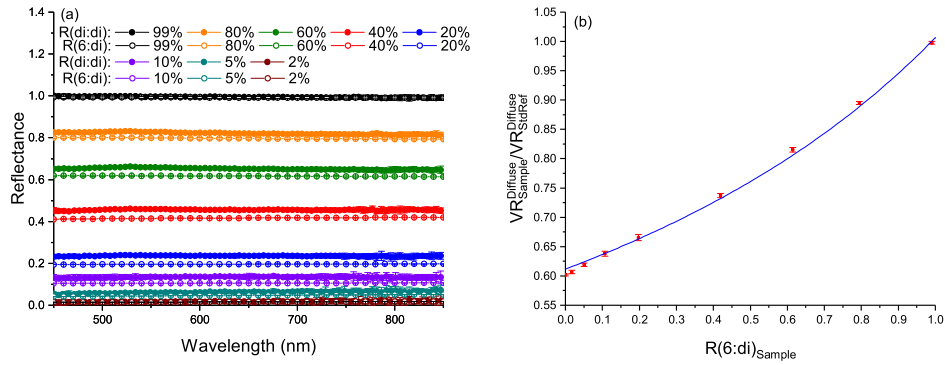 (a)
R(di:di): 99% 80% 60% 40% 20%
R(6:di): 99% 80% 60% 40% 20%
R(di:di): 10% 5% 2%
R(6:di): 10% 5% 2%
1.4
1.2
1.0
0.8
0.6
0.4
0.2
0.0
Reflectance
500 600 700 800
Wavelength (nm)
(b)
1.05
1.00
0.95
0.90
0.85
0.80
0.75
0.70
0.65
0.60
0.55
VR^Diffuse_Sample/VR^Diffuse_StdRef
0.0 0.1 0.2 0.3 0.4 0.5 0.6 0.7 0.8 0.9 1.0
R(6:di)_Sample